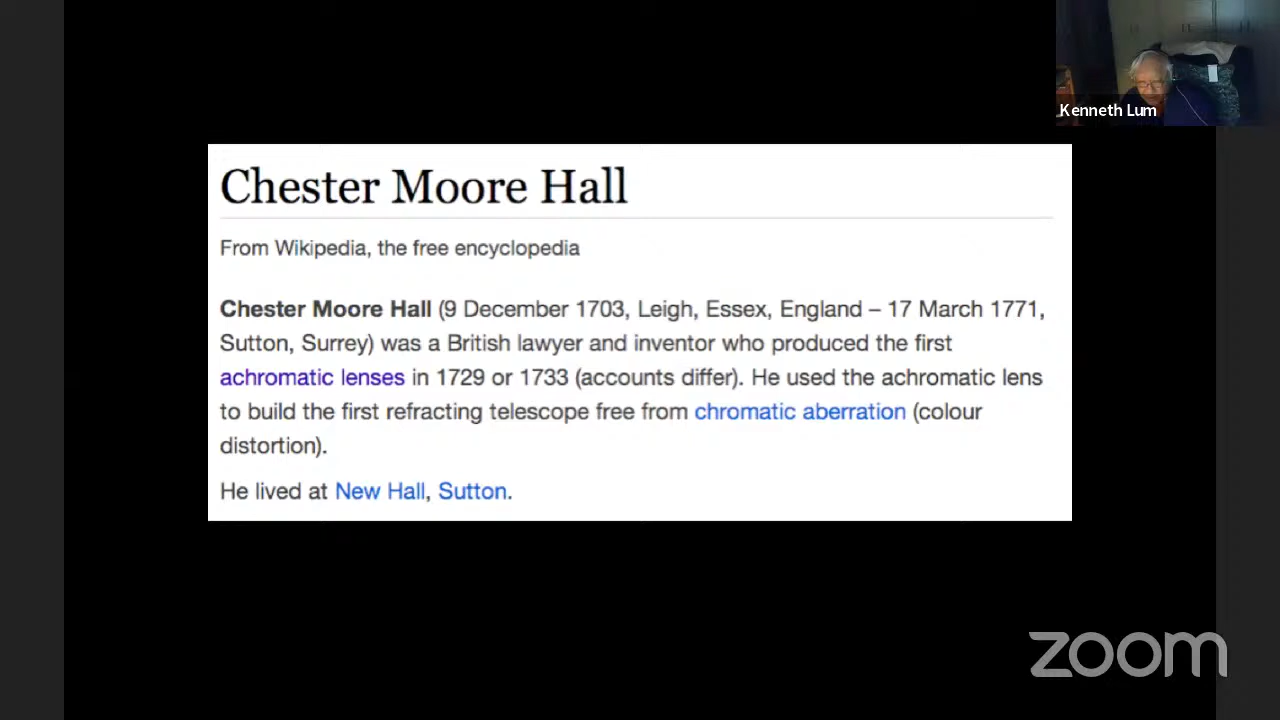 Kenneth Lum
Chester Moore Hall
From Wikipedia, the free encyclopedia
Chester Moore Hall (9 December 1703, Leigh, Essex, England – 17 March 1771,
Sutton, Surrey) was a British lawyer and inventor who produced the first
achromatic lenses in 1729 or 1733 (accounts differ). He used the achromatic lens
to build the first refracting telescope free from chromatic aberration (colour
distortion).
He lived at New Hall, Sutton.
zoom